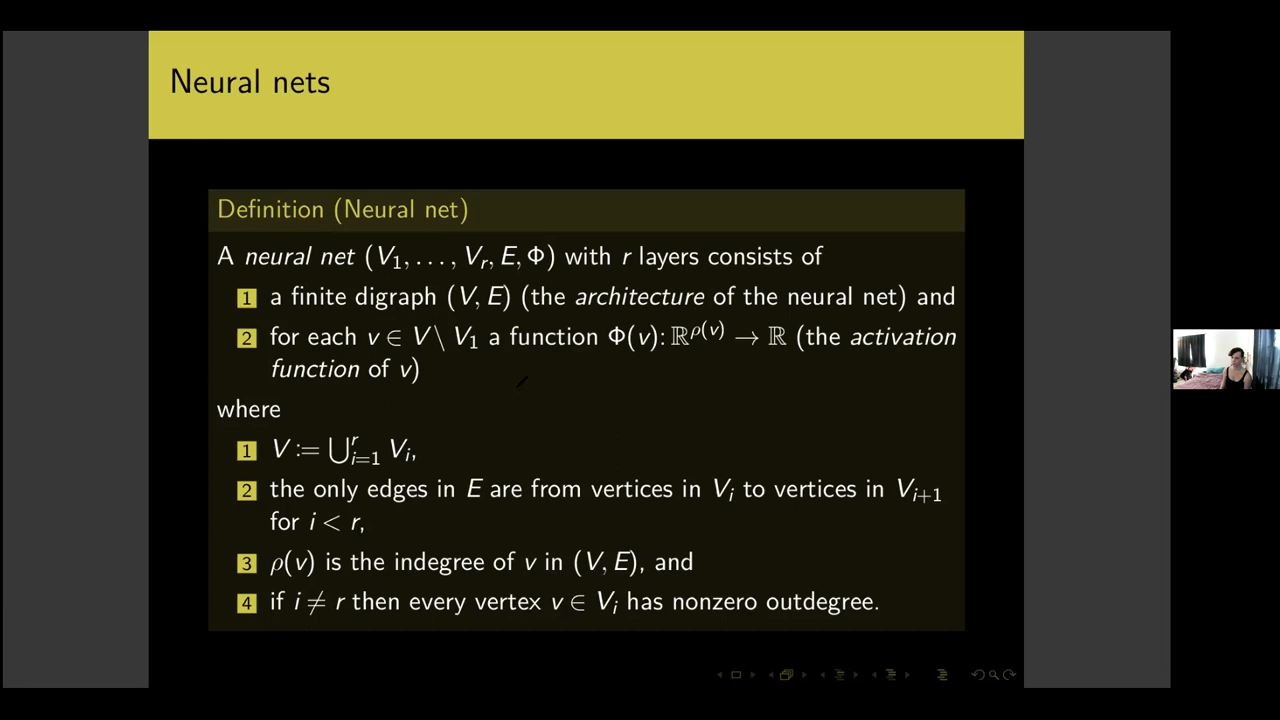 Neural nets
Definition (Neural net)
A neural net (V₁, . . . , Vᵣ, E, Φ) with r layers consists of
1 a finite digraph (V, E) (the architecture of the neural net) and
2 for each v ∈ V \ V₁ a function Φ(v): ℝ^ρ(v) → ℝ (the activation
function of v)
where
1 V := ⋃ʳᵢ₌₁ Vᵢ,
2 the only edges in E are from vertices in Vᵢ to vertices in Vᵢ₊₁
for i < r,
3 ρ(v) is the indegree of v in (V, E), and
4 if i ≠ r then every vertex v ∈ Vᵢ has nonzero outdegree.